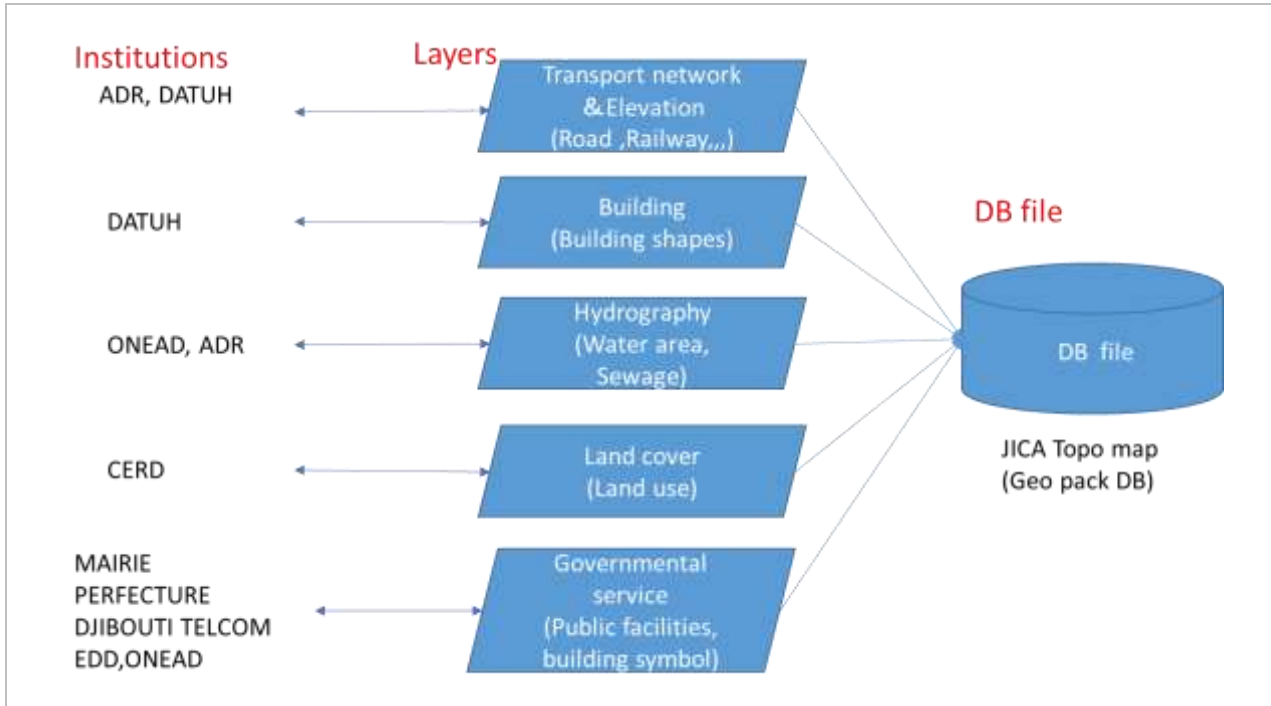 Institutions
ADR, DATUH
DATUH
ONEAD, ADR
CERD
MAIRIE
PERFECTURE
DJIBOUTI TELCOM
EDD,ONEAD
Layers
Transport network
&Elevation
(Road ,Railway,,,)
Building
(Building shapes)
Hydrography
(Water area,
Sewage)
Land cover
(Land use)
Governmental
service
(Public facilities,
building symbol)
DB file
DB file
JICA Topo map
(Geo pack DB)